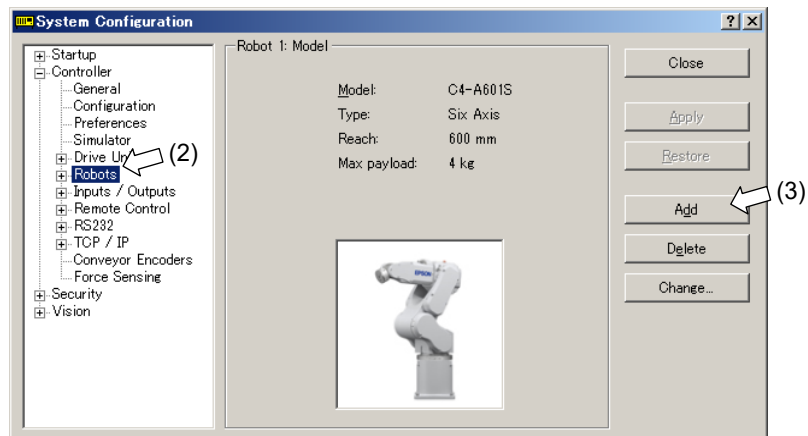 System Configuration
Startup
Controller
General
Configuration
Preferences
Simulator
Drive Un
(2)
Robots
Inputs / Outputs
Remote Control
RS232
TCP / IP
Conveyor Encoders
Force Sensing
Security
Vision
Robot 1: Model
Model: C4-A601S
Type: Six Axis
Reach: 600 mm
Max payload: 4 kg
EPSON
Close
Apply
Restore
Add
(3)
Delete
Change...